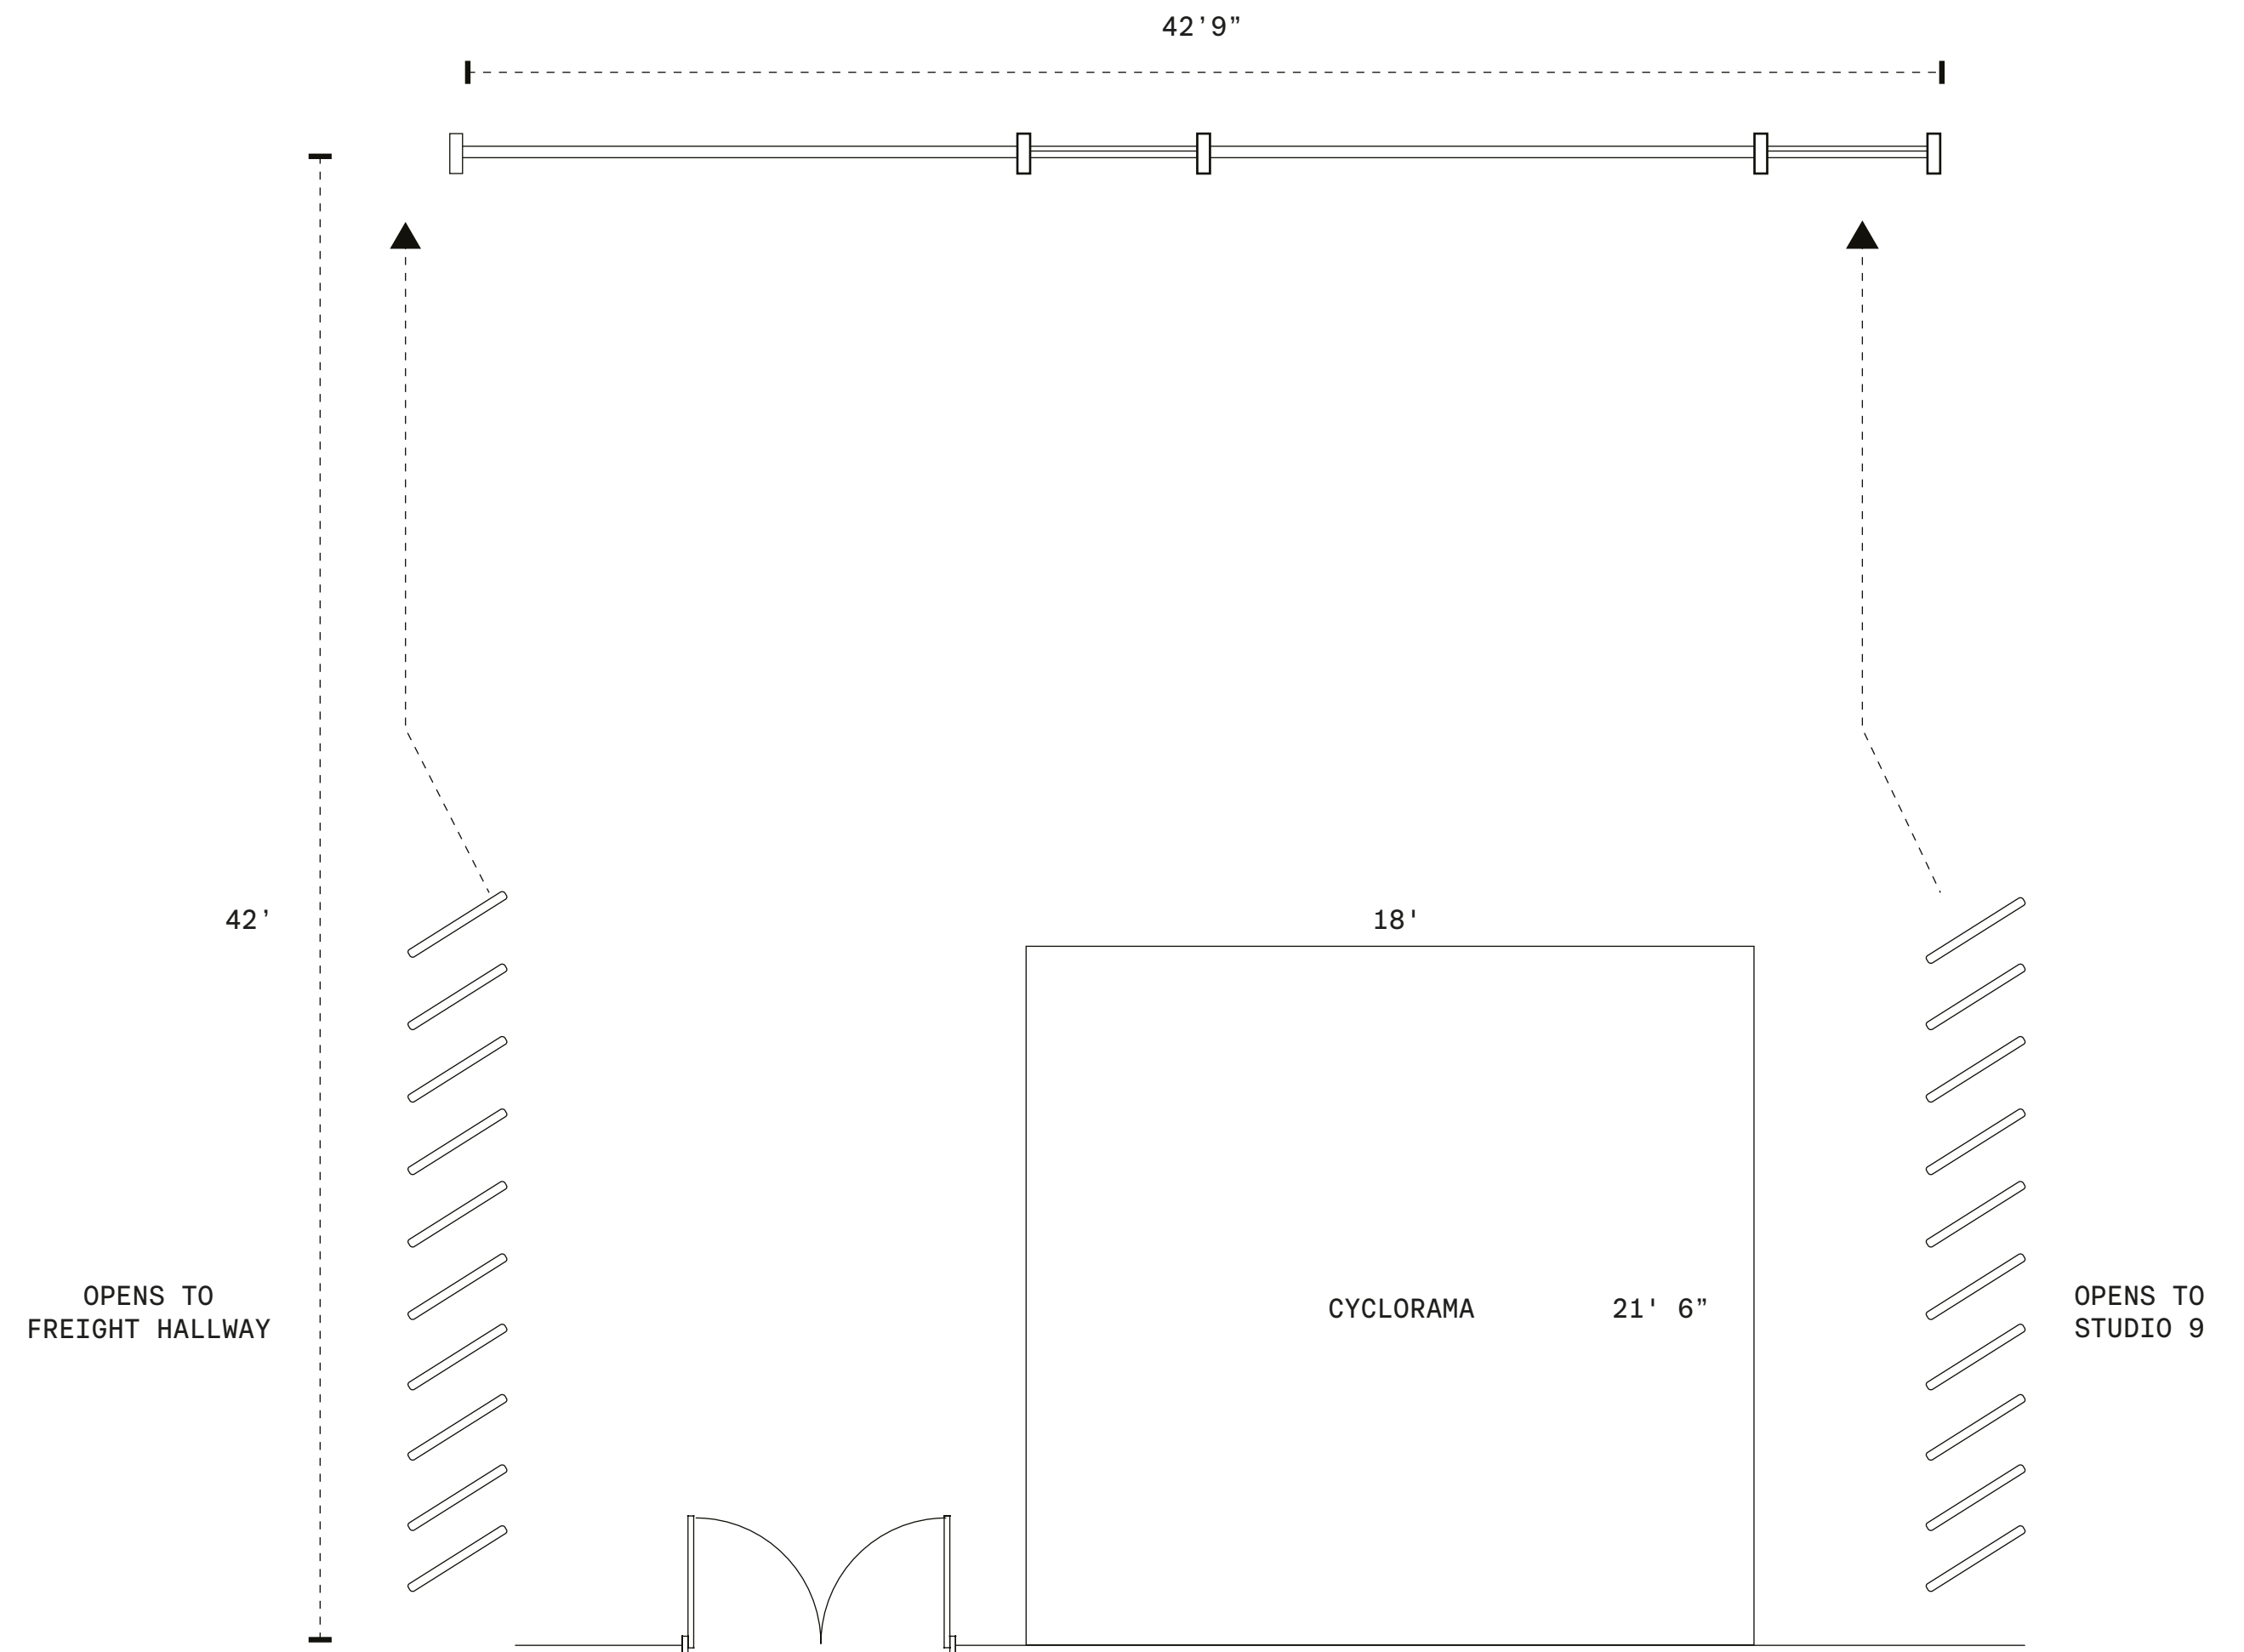 42’9”
42’
18'
CYCLORAMA 21' 6”
OPENS TO
FREIGHT HALLWAY
OPENS TO
STUDIO 9